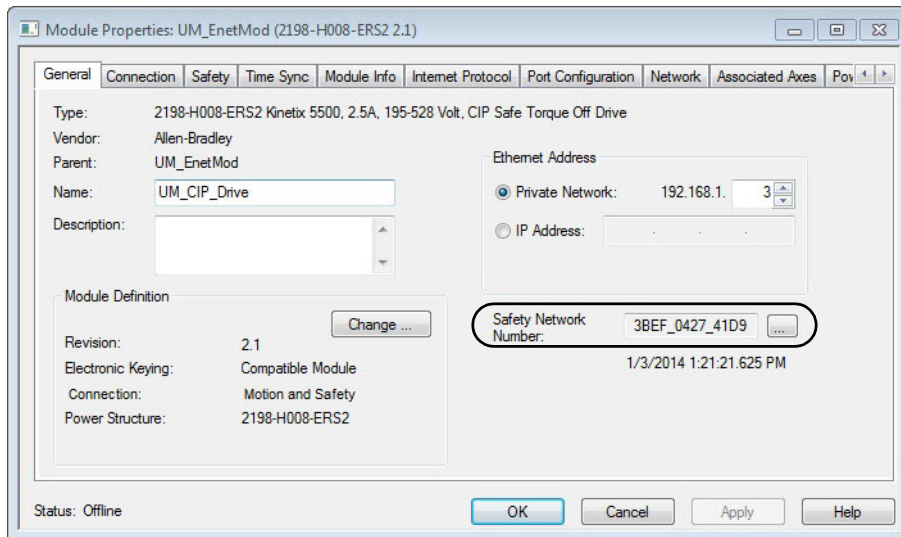 Module Properties: UM_EnetMod (2198-H008-ERS2 2.1)
General Connection Safety Time Sync Module Info Internet Protocol Port Configuration Network Associated Axes
Type: 2198-H008-ERS2 Kinetix 5500, 2.5A, 195-528 Volt, CIP Safe Torque Off Drive
Vendor: Allen-Bradley
Parent: UM_EnetMod
Name: UM_CIP_Drive
Description:
Ethernet Address
Private Network: 192.168.1. 3
IP Address: . . .
Module Definition
Change ...
Revision: 2.1
Electronic Keying: Compatible Module
Connection: Motion and Safety
Power Structure: 2198-H008-ERS2
Safety Network
Number: 3BEF_0427_41D9 ...
1/3/2014 1:21:21.625 PM
Status: Offline
OK Cancel Apply Help